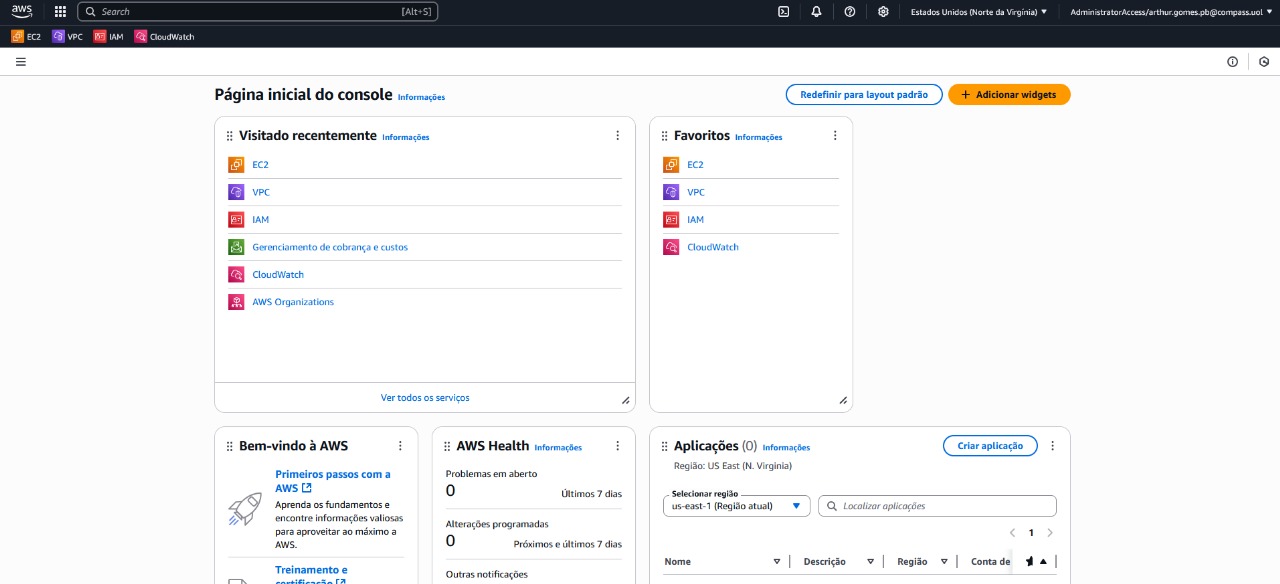 aws Search [Alt+S] Estados Unidos (Norte da Virgínia) AdministratorAccess/arthur.gomes.pb@compass.uol
EC2 VPC IAM CloudWatch
Página inicial do console Informações Redefinir para layout padrão Adicionar widgets
Visitado recentemente Informações
EC2
VPC
IAM
Gerenciamento de cobrança e custos
CloudWatch
AWS Organizations
Ver todos os serviços
Favoritos Informações
EC2
VPC
IAM
CloudWatch
Bem-vindo à AWS
Primeiros passos com a
AWS
Aprenda os fundamentos e
encontre informações valiosas
para aproveitar ao máximo a
AWS.
Treinamento e
certificação
AWS Health Informações
Problemas em aberto
0 Últimos 7 dias
Alterações programadas
0 Próximos e últimos 7 dias
Outras notificações
Aplicações (0) Informações Criar aplicação
Região: US East (N. Virginia)
Selecionar região
us-east-1 (Região atual) Localizar aplicações
1
Nome Descrição Região Conta de